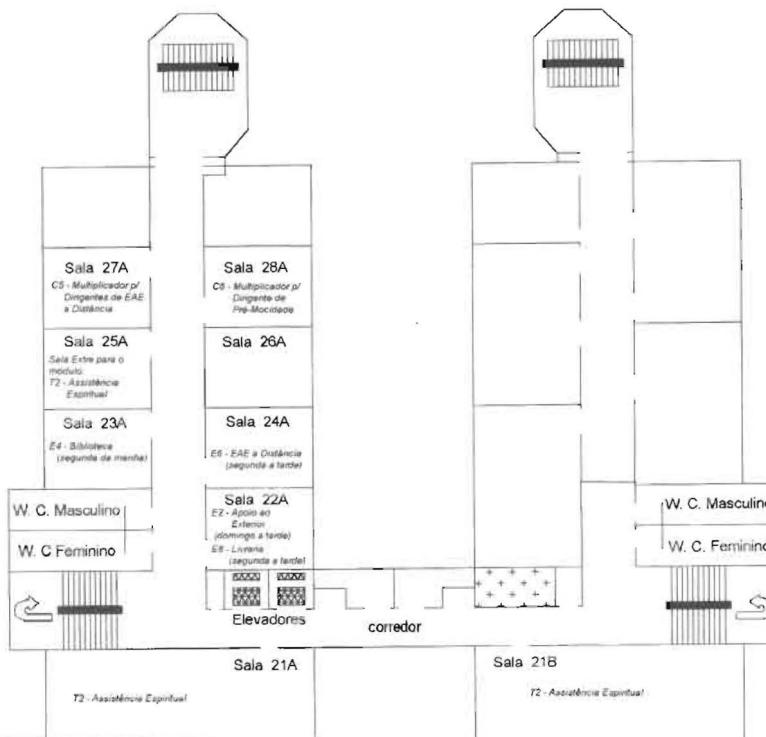 Sala 27A
C5 - Multiplicador p/
Dirigentes de EAE
a Distância
Sala 28A
C6 - Multiplicador p/
Dirigente de
Pré-Mocidade
Sala 25A
Sala Extre para o
módulo:
T2 - Assistência
Espiritual
Sala 26A
Sala 23A
E4 - Biblioteca
(segunda de manha)
Sala 24A
E6 - EAE a Distância
(segunda a tarde)
Sala 22A
E2 - Apoio ao
Exterior
(domingo a tarde)
E8 - Livraria
(segunda a tarde)
W. C. Masculino
W. C Feminino
W. C. Masculino
W. C. Feminino
Elevadores
corredor
Sala 21A
T2 - Assistência Espiritual
Sala 21B
T2 - Assistência Espiritual